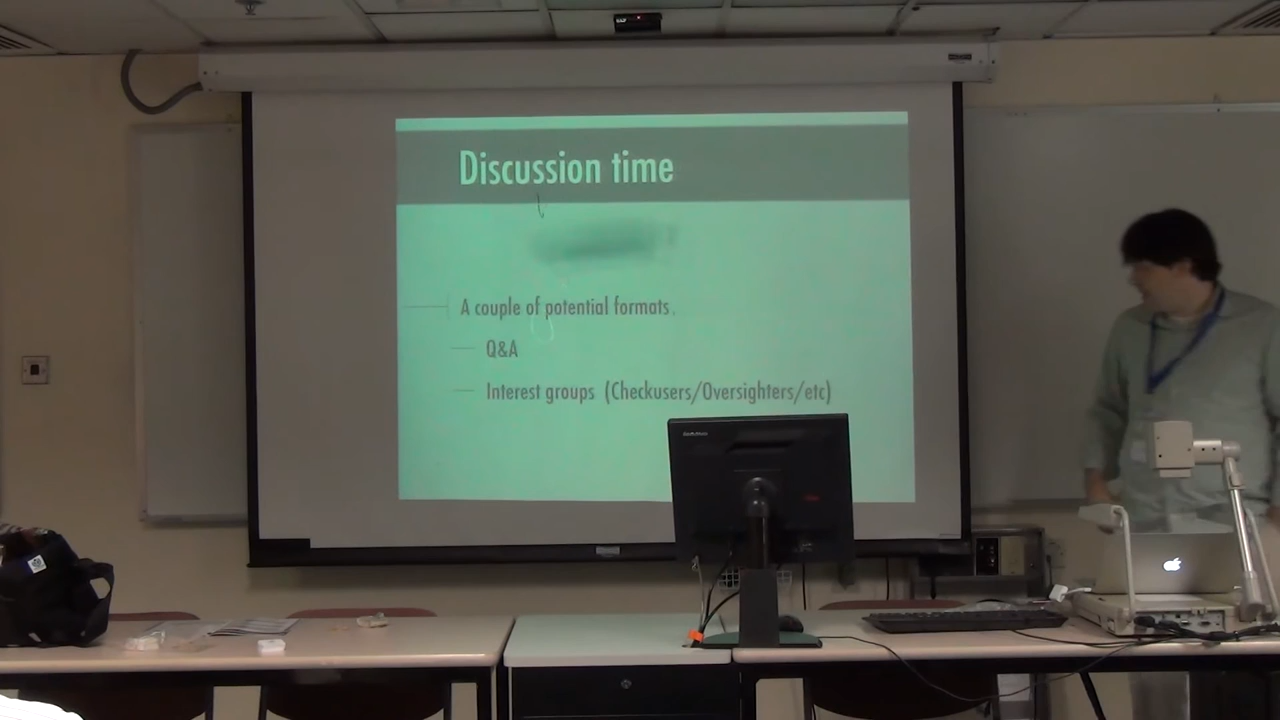 Discussion time
A couple of potential formats
Q&A
Interest groups (Checkusers/Oversighters/etc)